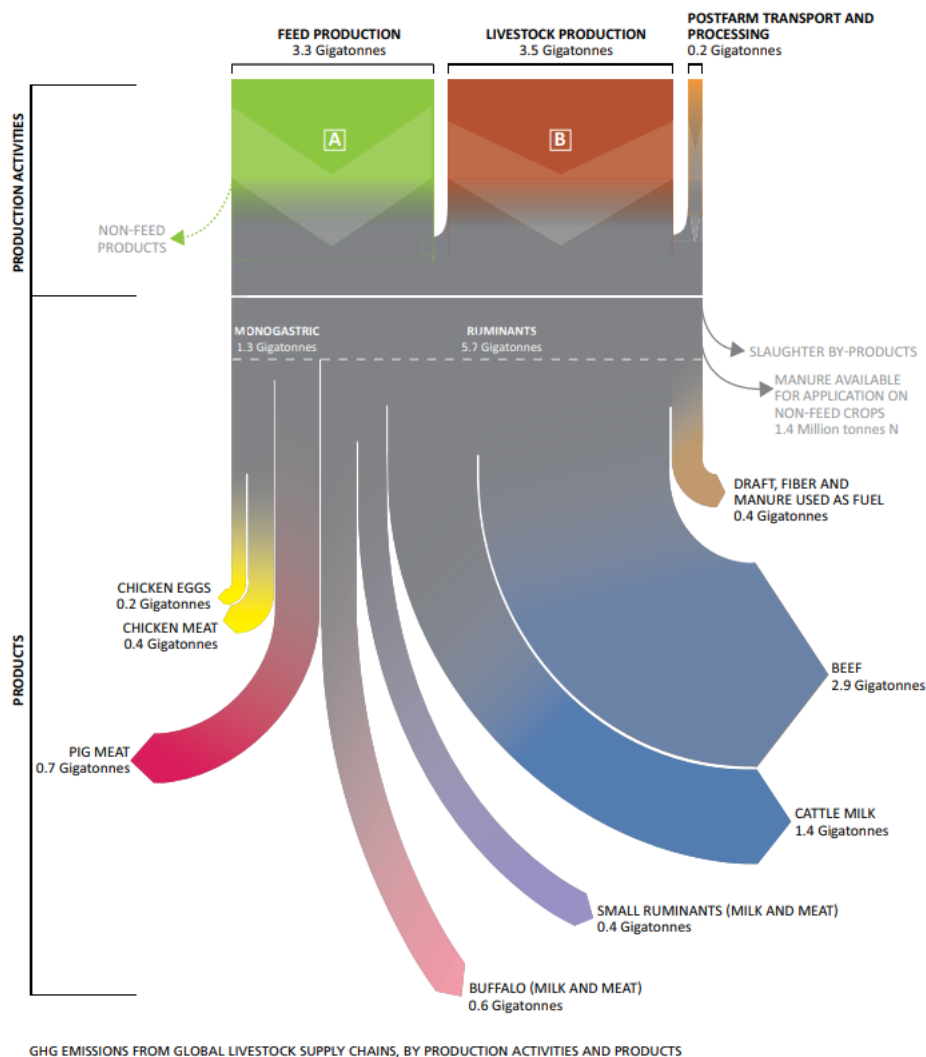 FEED PRODUCTION
3.3 Gigatonnes
LIVESTOCK PRODUCTION
3.5 Gigatonnes
POSTFARM TRANSPORT AND
PROCESSING
0.2 Gigatonnes
PRODUCTION ACTIVITIES
A
B
NON-FEED
PRODUCTS
MONOGASTRIC
1.3 Gigatonnes
RUMINANTS
5.7 Gigatonnes
SLAUGHTER BY-PRODUCTS
MANURE AVAILABLE
FOR APPLICATION ON
NON-FEED CROPS
1.4 Million tonnes N
DRAFT, FIBER AND
MANURE USED AS FUEL
0.4 Gigatonnes
PRODUCTS
CHICKEN EGGS
0.2 Gigatonnes
CHICKEN MEAT
0.4 Gigatonnes
BEEF
2.9 Gigatonnes
PIG MEAT
0.7 Gigatonnes
CATTLE MILK
1.4 Gigatonnes
SMALL RUMINANTS (MILK AND MEAT)
0.4 Gigatonnes
BUFFALO (MILK AND MEAT)
0.6 Gigatonnes
GHG EMISSIONS FROM GLOBAL LIVESTOCK SUPPLY CHAINS, BY PRODUCTION ACTIVITIES AND PRODUCTS